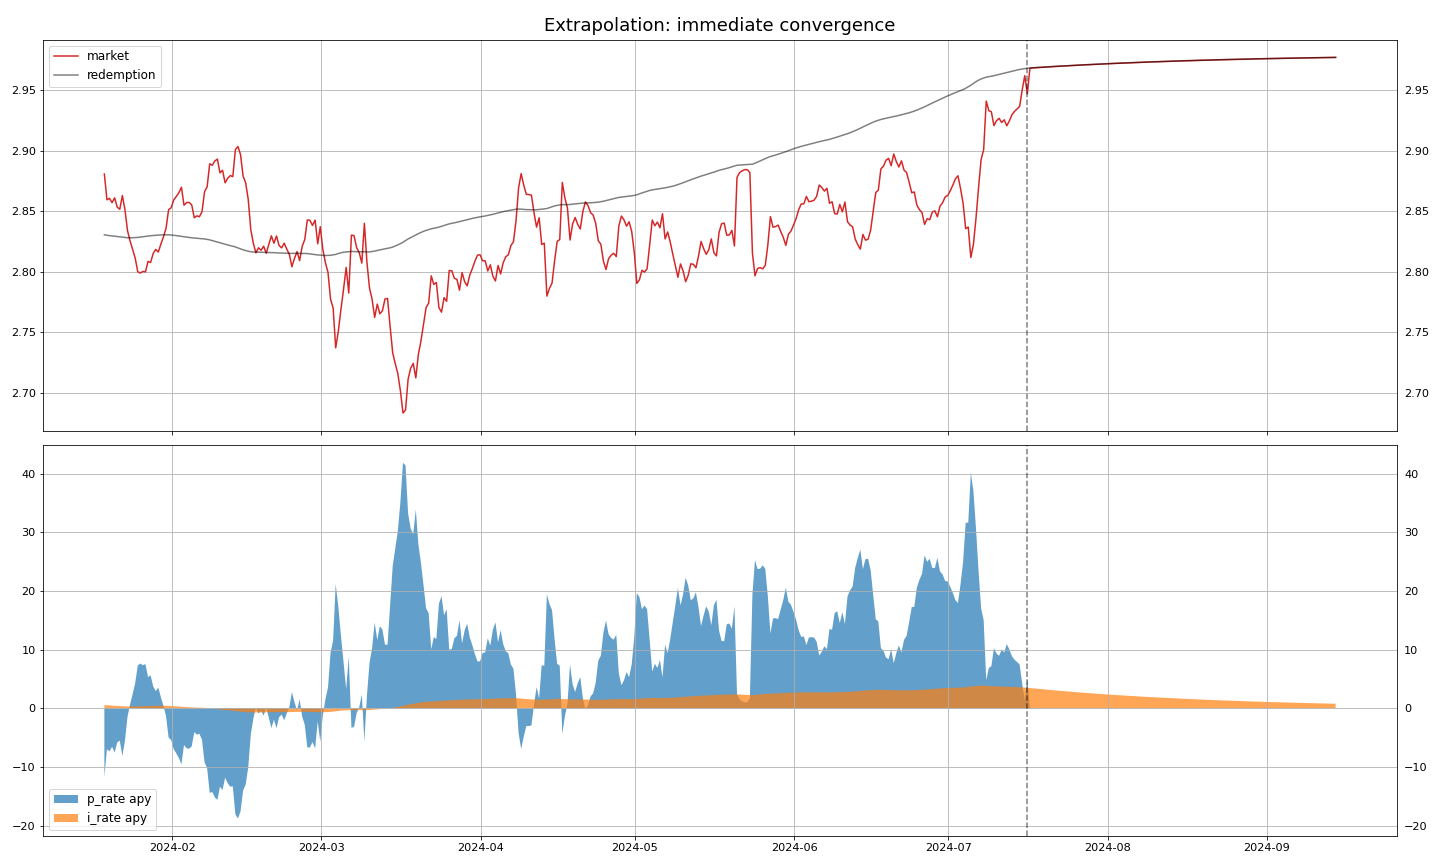 Extrapolation: immediate convergence
market
redemption
2.95 2.95
2.90 2.90
2.85 2.85
2.80 2.80
2.75 2.75
2.70 2.70
40 40
30 30
20 20
10 10
0 0
−10 −10
p_rate apy
i_rate apy
−20 −20
2024-02 2024-03 2024-04 2024-05 2024-06 2024-07 2024-08 2024-09